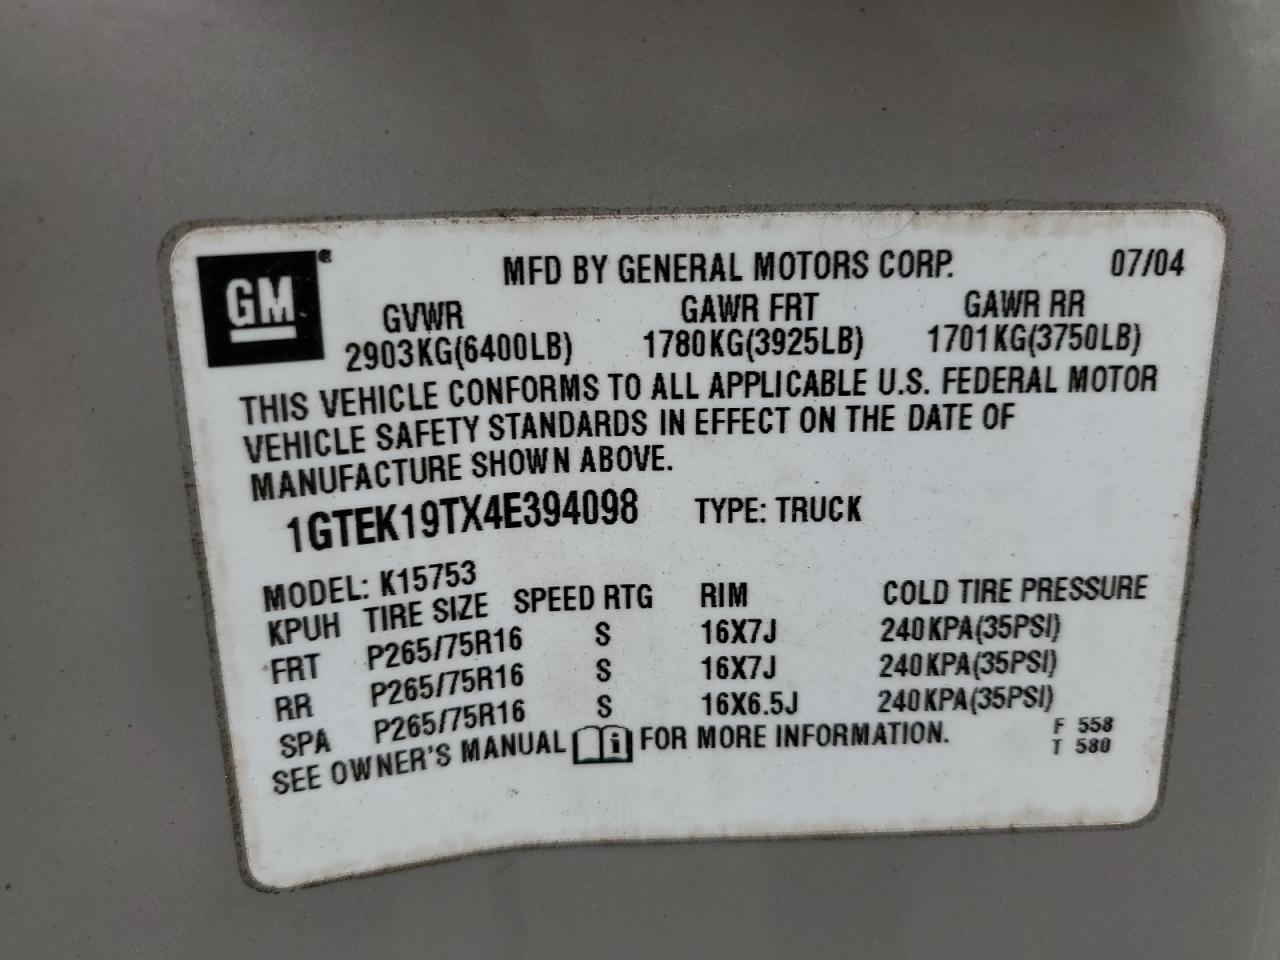 GM®
MFD BY GENERAL MOTORS CORP. 07/04
GVWR GAWR FRT GAWR RR
2903KG(6400LB) 1780KG(3925LB) 1701KG(3750LB)
THIS VEHICLE CONFORMS TO ALL APPLICABLE U.S. FEDERAL MOTOR
VEHICLE SAFETY STANDARDS IN EFFECT ON THE DATE OF
MANUFACTURE SHOWN ABOVE.
1GTEK19TX4E394098 TYPE: TRUCK
MODEL: K15753
KPUH TIRE SIZE SPEED RTG RIM COLD TIRE PRESSURE
FRT P265/75R16 S 16X7J 240KPA(35PSI)
RR P265/75R16 S 16X7J 240KPA(35PSI)
SPA P265/75R16 S 16X6.5J 240KPA(35PSI)
SEE OWNER'S MANUAL i FOR MORE INFORMATION.
F 558
T 580